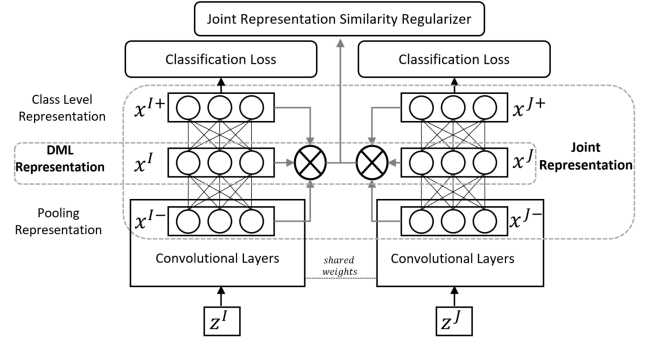 Joint Representation Similarity Regularizer
Classification Loss
Classification Loss
Class Level
Representation
x^{I+}
x^{J+}
DML
Representation
x^I
x^J
Joint
Representation
Pooling
Representation
x^{I-}
x^{J-}
Convolutional Layers
shared
weights
Convolutional Layers
z^I
z^J